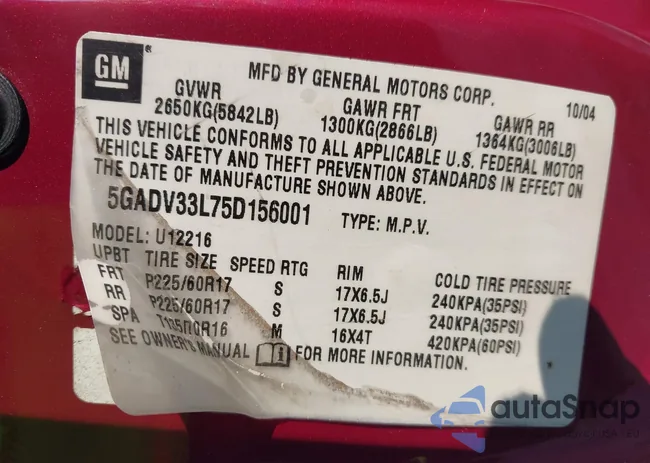 GM
MFD BY GENERAL MOTORS CORP. 10/04
GVWR GAWR FRT GAWR RR
2650KG(5842LB) 1300KG(2866LB) 1364KG(3006LB)
THIS VEHICLE CONFORMS TO ALL APPLICABLE U.S. FEDERAL MOTOR
VEHICLE SAFETY AND THEFT PREVENTION STANDARDS IN EFFECT ON
THE DATE OF MANUFACTURE SHOWN ABOVE.
5GADV33L75D156001 TYPE: M.P.V.
MODEL: U12216
UPBT TIRE SIZE SPEED RTG RIM COLD TIRE PRESSURE
FRT P225/60R17 S 17X6.5J 240KPA(35PSI)
RR P225/60R17 S 17X6.5J 240KPA(35PSI)
SPA R16 M 16X4T 420KPA(60PSI)
SEE OWNER'S MANUAL FOR MORE INFORMATION.
autoSnap